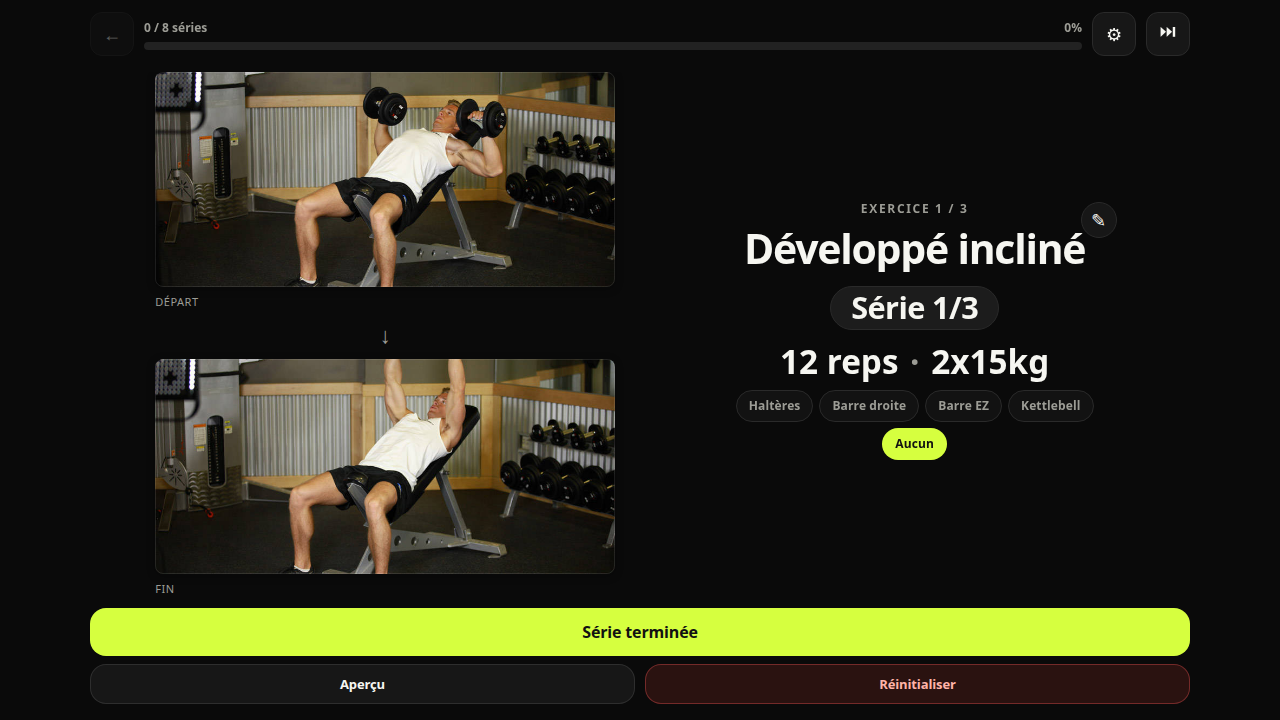 ←
0 / 8 séries
0%
⚙
⏭
DÉPART
↓
FIN
EXERCICE 1 / 3
✎
Développé incliné
Série 1/3
12 reps · 2x15kg
Haltères
Barre droite
Barre EZ
Kettlebell
Aucun
Série terminée
Aperçu
Réinitialiser